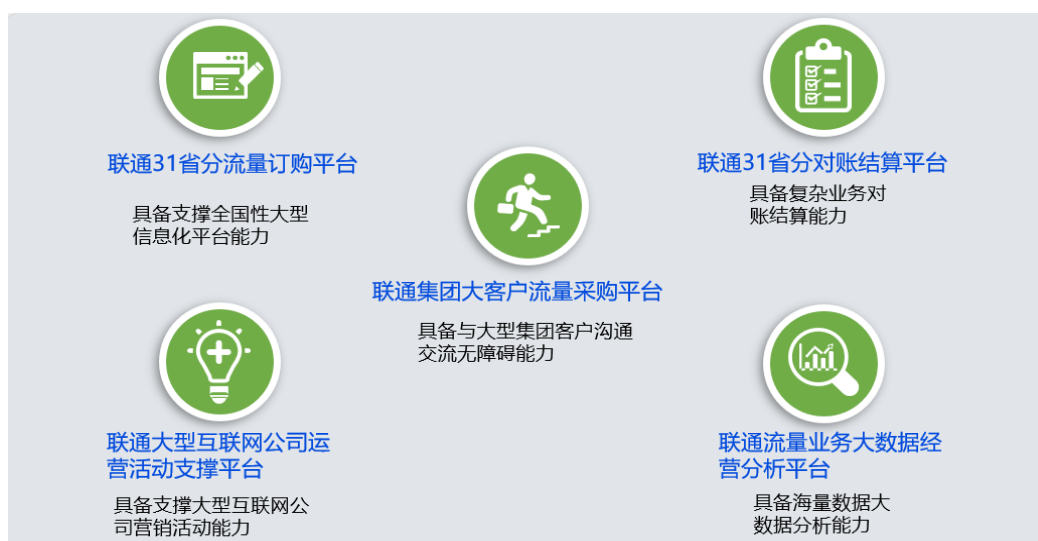 联通31省分流量订购平台
具备支撑全国性大型
信息化平台能力
联通31省分对账结算平台
具备复杂业务对
账结算能力
联通集团大客户流量采购平台
具备与大型集团客户沟通
交流无障碍能力
联通大型互联网公司运
营活动支撑平台
具备支撑大型互联网公
司营销活动能力
联通流量业务大数据经
营分析平台
具备海量数据大
数据分析能力